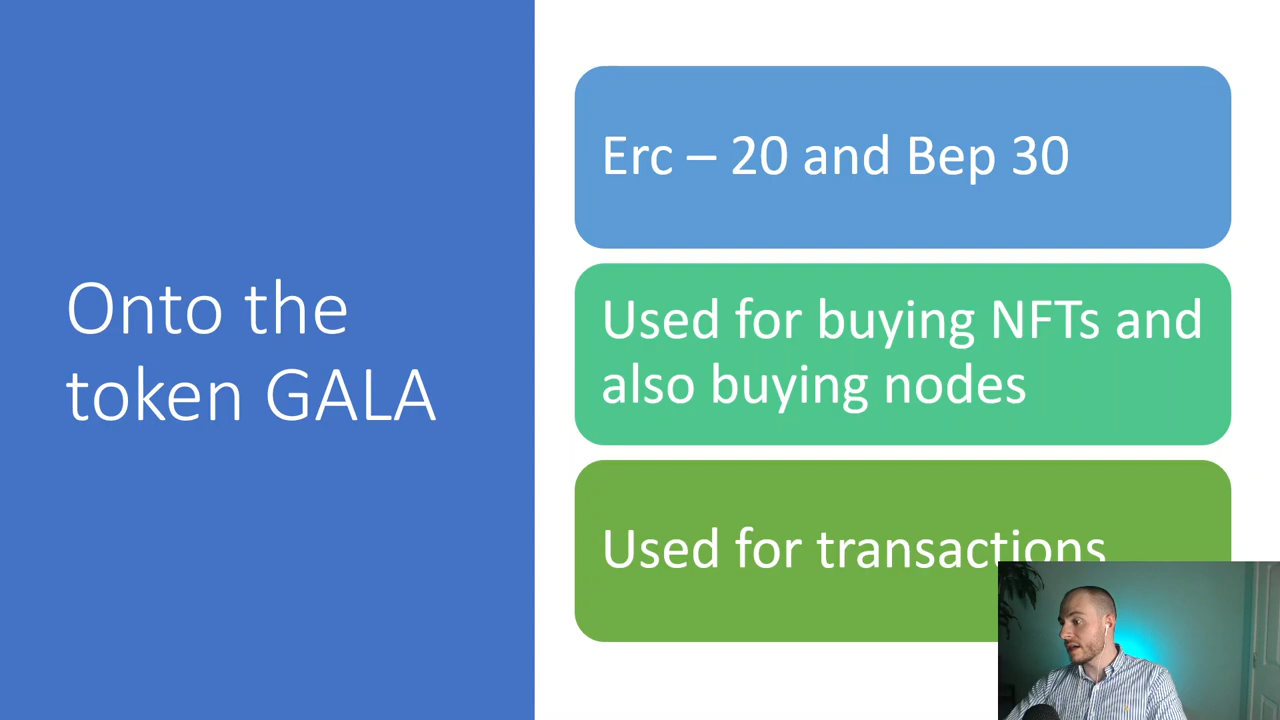 Onto the
token GALA
Erc – 20 and Bep 30
Used for buying NFTs and
also buying nodes
Used for transactions